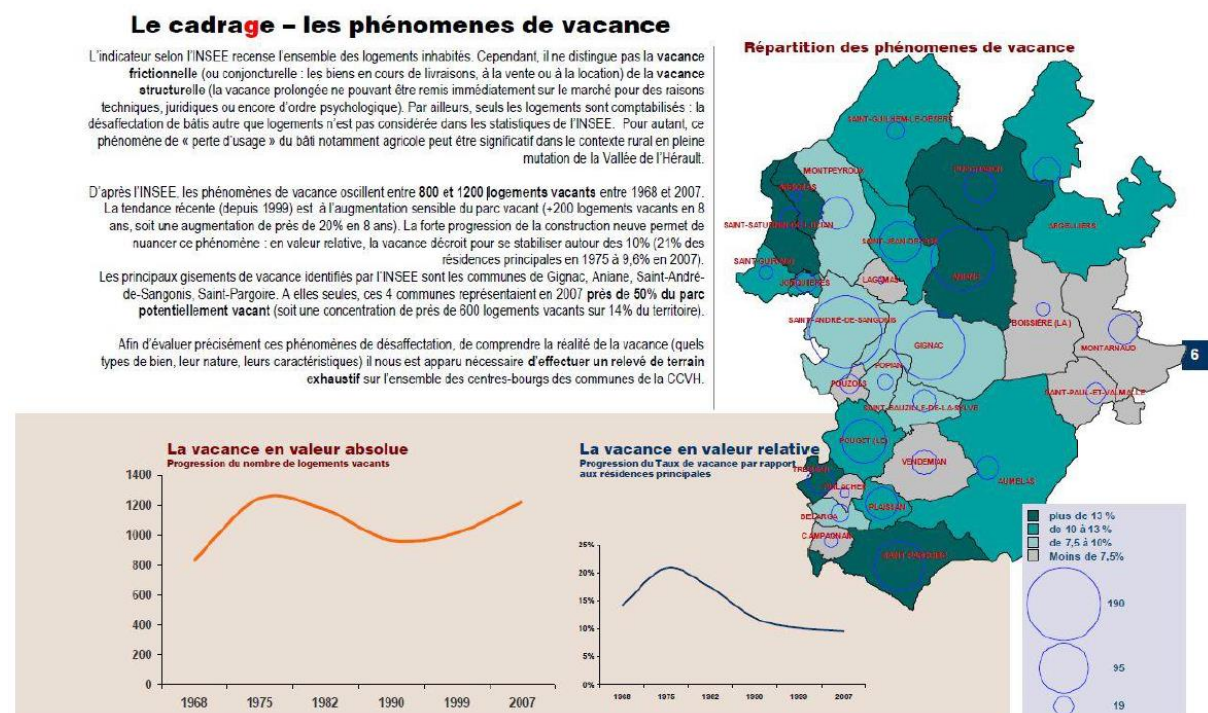 Le cadrage – les phénomenes de vacance
L'indicateur selon l'INSEE recense l'ensemble des logements inhabités. Cependant, il ne distingue pas la vacance
frictionnelle (ou conjoncturelle : les biens en cours de livraisons, à la vente ou à la location) de la vacance
structurelle (la vacance prolongée ne pouvant être remis immédiatement sur le marché pour des raisons
techniques, juridiques ou encore d'ordre psychologique). Par ailleurs, seuls les logements sont comptabilisés : la
désaffectation de bâtis autre que logements n'est pas considérée dans les statistiques de l'INSEE. Pour autant, ce
phénomène de « perte d'usage » du bâti notamment agricole peut être significatif dans le contexte rural en pleine
mutation de la Vallée de l'Hérault.
D'après l'INSEE, les phénomènes de vacance oscillent entre 800 et 1200 logements vacants entre 1968 et 2007.
La tendance récente (depuis 1999) est à l'augmentation sensible du parc vacant (+200 logements vacants en 8
ans, soit une augmentation de près de 20% en 8 ans). La forte progression de la construction neuve permet de
nuancer ce phénomène : en valeur relative, la vacance décroit pour se stabiliser autour des 10% (21% des
résidences principales en 1975 à 9,6% en 2007).
Les principaux gisements de vacance identifiés par l'INSEE sont les communes de Gignac, Aniane, Saint-André-
de-Sangonis, Saint-Pargoire. A elles seules, ces 4 communes représentaient en 2007 près de 50% du parc
potentiellement vacant (soit une concentration de près de 600 logements vacants sur 14% du territoire).
Afin d'évaluer précisément ces phénomènes de désaffectation, de comprendre la réalité de la vacance (quels
types de bien, leur nature, leurs caractéristiques) il nous est apparu nécessaire d'effectuer un relevé de terrain
exhaustif sur l'ensemble des centres-bourgs des communes de la CCVH.
Répartition des phénomènes de vacance
SAINT-GUILHEM-LE-DESERT
MONTPEYROUX
ARGELLIERS
SAINT-JEAN-DE-FOS
LAGAMAS
JONQUIERES
SAINT-ANDRE-DE-SANGONIS
GIGNAC
BOISSIÈRE (LA )
MONTARNAUD
POPIAN
POUZOLS
SAINT-PAUL-ET-VALMALLE
SAINT-BAUZILLE-DE-LA-SYLVE
POUGET (LE)
VENDEMIAN
AUMELAS
PLAISSAN
BELARGA
CAMPAGNAN
6
plus de 13 %
de 10 à 13 %
de 7,5 à 10%
Moins de 7,5%
190
95
19
La vacance en valeur absolue
Progression du nombre de logements vacants
1400
1200
1000
800
600
400
200
0
1968 1975 1982 1990 1999 2007
La vacance en valeur relative
Progression du Taux de vacance par rapport
aux résidences principales
25%
20%
15%
10%
5%
0%
1968 1975 1982 1990 1999 2007